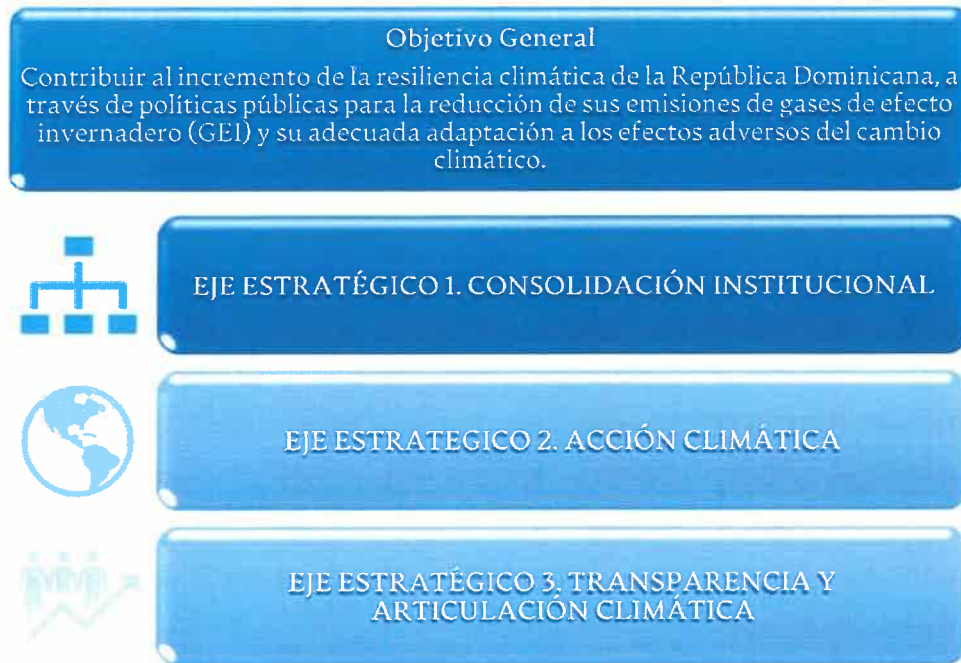 Objetivo General
Contribuir al incremento de la resiliencia climática de la República Dominicana, a
través de políticas públicas para la reducción de sus emisiones de gases de efecto
invernadero (GEI) y su adecuada adaptación a los efectos adversos del cambio
climático.
EJE ESTRATÉGICO 1. CONSOLIDACIÓN INSTITUCIONAL
EJE ESTRATEGICO 2. ACCIÓN CLIMÁTICA
EJE ESTRATÉGICO 3. TRANSPARENCIA Y
ARTICULACIÓN CLIMÁTICA